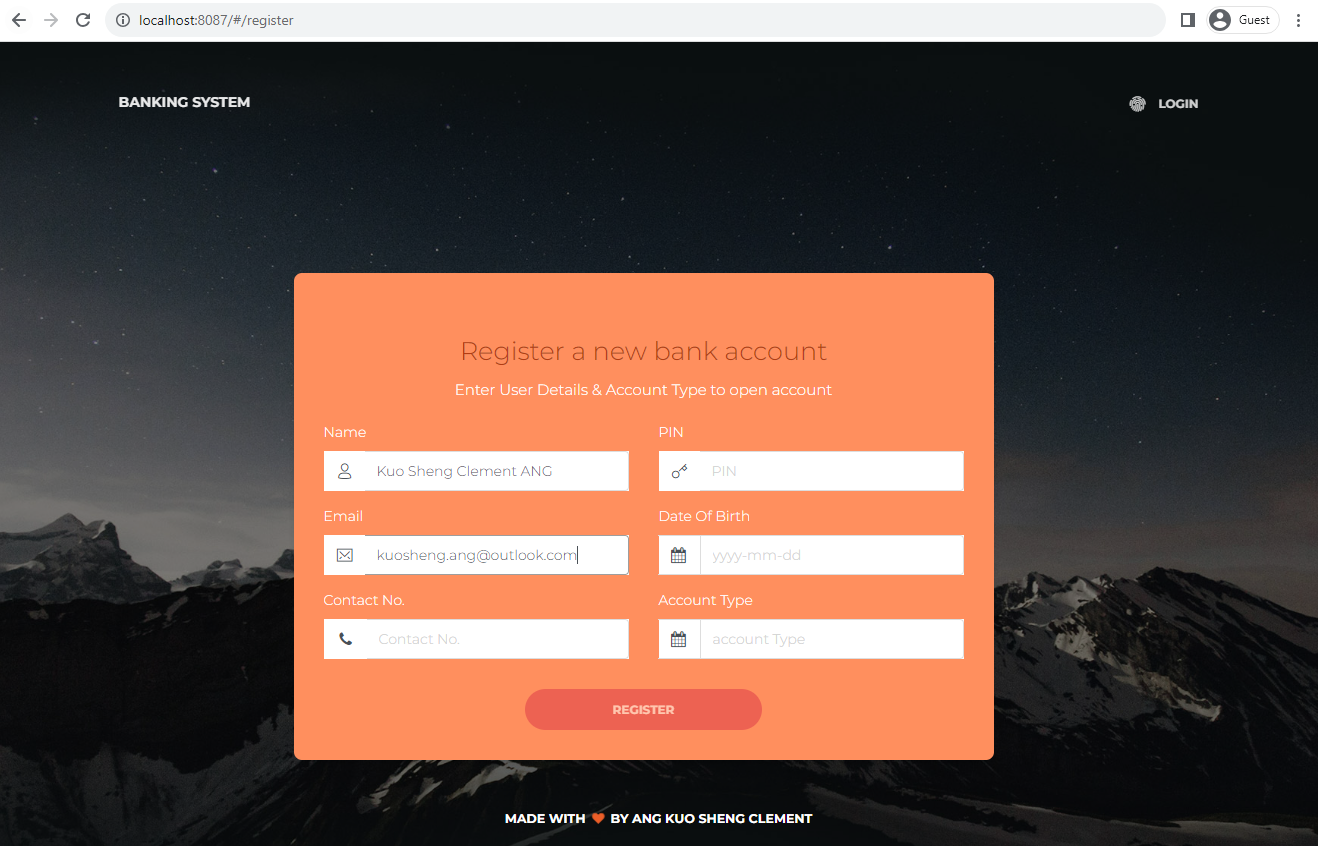 localhost:8087/#/register
Guest
BANKING SYSTEM
LOGIN
Register a new bank account
Enter User Details & Account Type to open account
Name
PIN
Kuo Sheng Clement ANG
PIN
Email
Date Of Birth
kuosheng.ang@outlook.com
yyyy-mm-dd
Contact No.
Account Type
Contact No.
account Type
REGISTER
MADE WITH BY ANG KUO SHENG CLEMENT